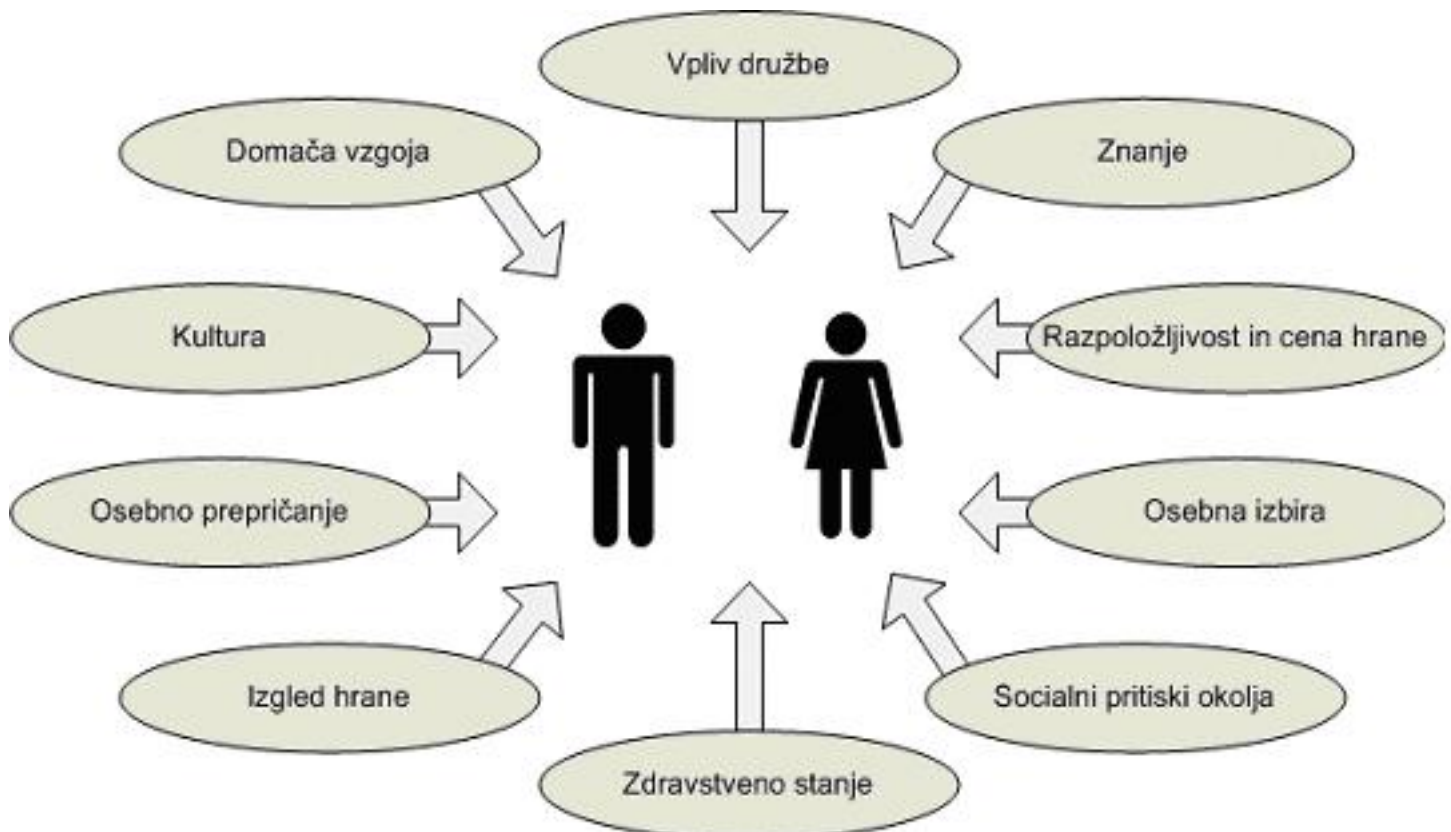 Vpliv družbe
Domača vzgoja
Znanje
Kultura
Razpoložljivost in cena hrane
Osebno prepričanje
Osebna izbira
Izgled hrane
Socialni pritiski okolja
Zdravstveno stanje